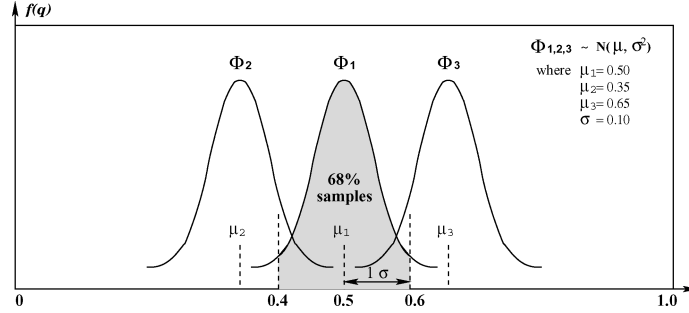 f(q)
Φ1,2,3 ~ N(μ, σ²)
where μ1= 0.50
μ2= 0.35
μ3= 0.65
σ = 0.10
Φ2 Φ1 Φ3
68%
samples
μ2 μ1 μ3
1 σ
0 0.4 0.5 0.6 1.0 q